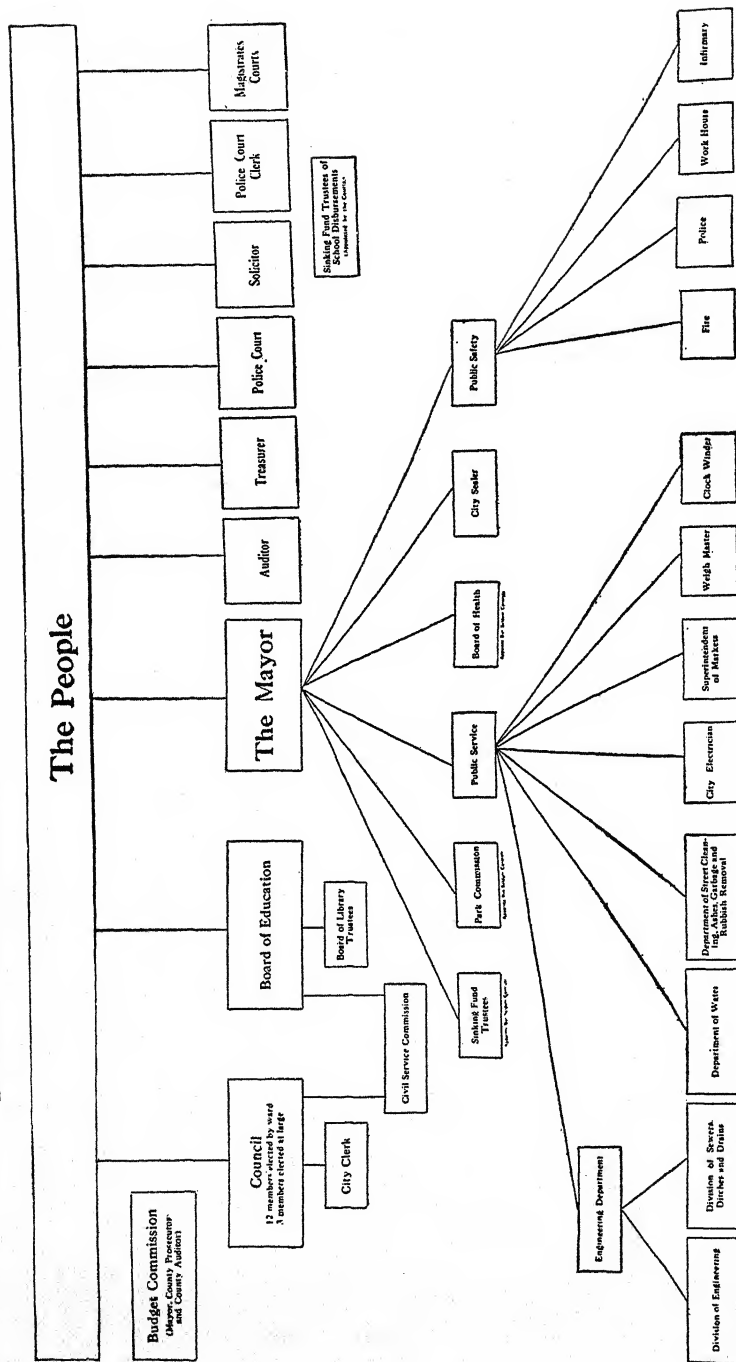 The People
Budget Commission
(Mayor, County Prosecutor
and County Auditor)
Council
12 members elected by ward
3 members elected at large
Board of Education
The Mayor
Auditor
Treasurer
Police Court
Solicitor
Police Court
Clerk
Magistrates
Courts
City Clerk
Board of Library
Trustees
Sinking Fund Trustees of
School Disbursements
Civil Service Commission
Sinking Fund
Trustees
Park Commission
Public Service
Board of Health
City Sealer
Public Safety
Engineering Department
Division of Engineering
Division of Sewers,
Ditches and Drains
Department of Water
Department of Street Clean-
ing, Ashes, Garbage and
Rubbish Removal
City Electrician
Superintendent
of Markets
Weigh Master
Clock Winder
Fire
Police
Work House
Infirmary